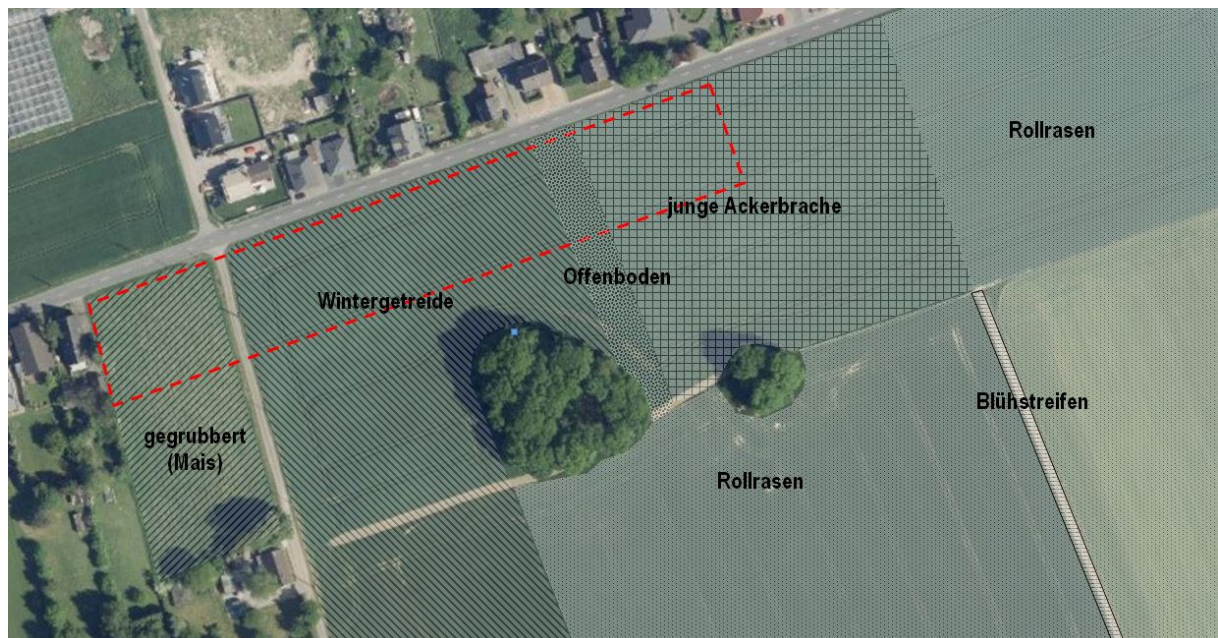 Rollrasen
junge Ackerbrache
Offenboden
Wintergetreide
Blühstreifen
gegrubbert
(Mais)
Rollrasen